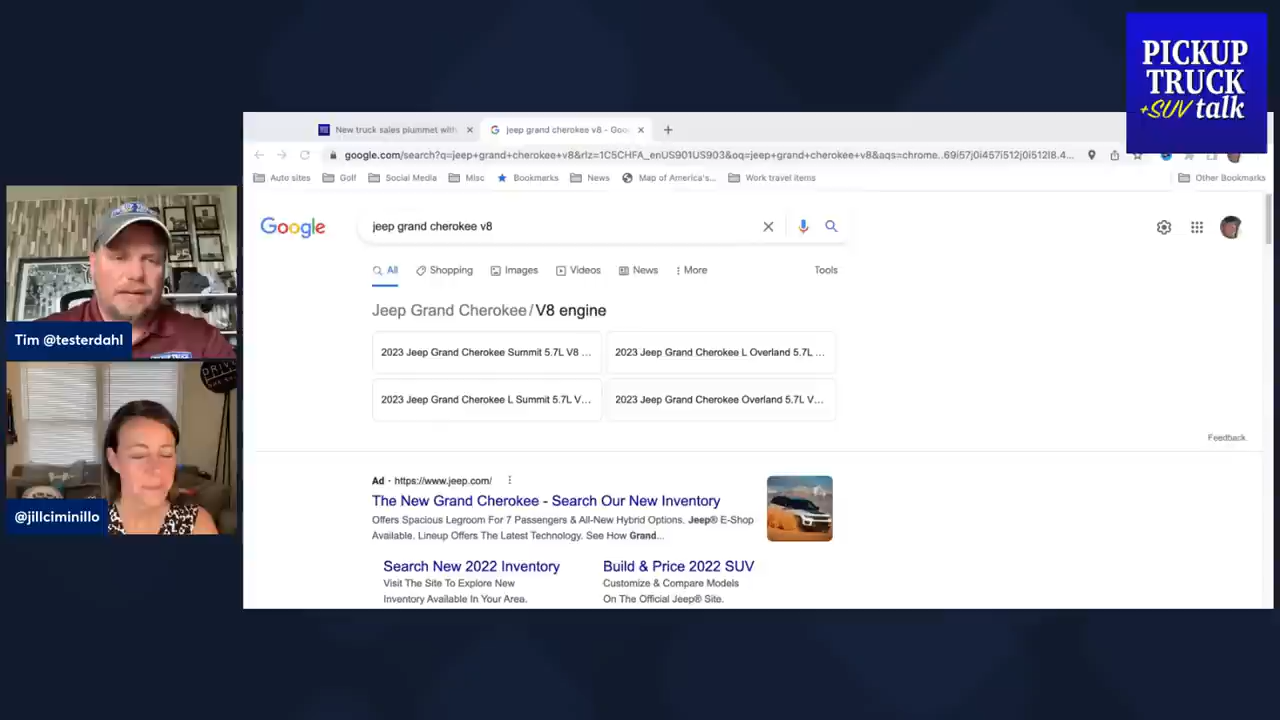 PICKUP
TRUCK
+SUV talk
New truck sales plummet with
jeep grand cherokee v8 - Goo
google.com/search?q=jeep+grand+cherokee+v8&rlz=1C5CHFA_enUS901US903&oq=jeep+grand+cherokee+v8&aqs=chrome..69i57j0i457i512j0i512l8.4...
Auto sites
Golf
Social Media
Misc
Bookmarks
News
Map of America's...
Work travel items
Other Bookmarks
Google
jeep grand cherokee v8
All
Shopping
Images
Videos
News
More
Tools
Jeep Grand Cherokee/V8 engine
2023 Jeep Grand Cherokee Summit 5.7L V8 ...
2023 Jeep Grand Cherokee L Overland 5.7L ...
2023 Jeep Grand Cherokee L Summit 5.7L V...
2023 Jeep Grand Cherokee Overland 5.7L V...
Feedback
Ad · https://www.jeep.com/
The New Grand Cherokee - Search Our New Inventory
Offers Spacious Legroom For 7 Passengers & All-New Hybrid Options. Jeep® E-Shop
Available. Lineup Offers The Latest Technology. See How Grand...
Search New 2022 Inventory
Visit The Site To Explore New
Inventory Available In Your Area.
Build & Price 2022 SUV
Customize & Compare Models
On The Official Jeep® Site.
Tim @testerdahl
DRIVE
@jillciminillo